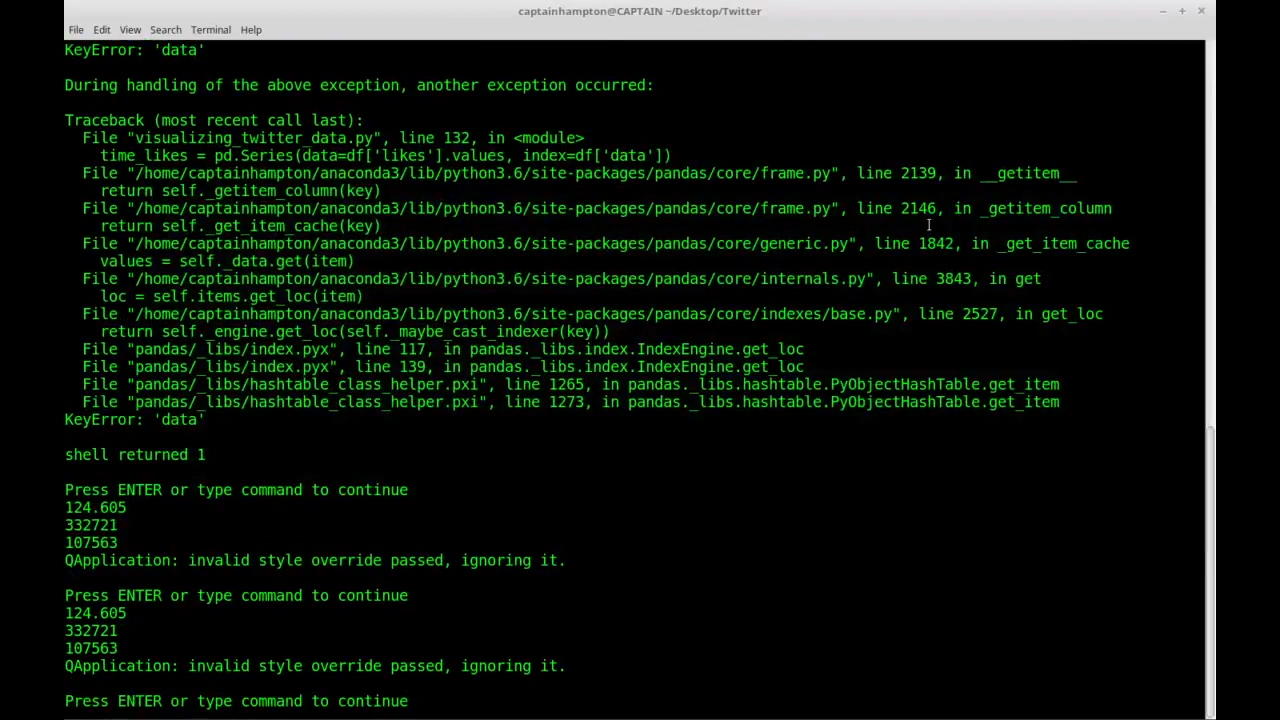 captainhampton@CAPTAIN ~/Desktop/Twitter
File Edit View Search Terminal Help
KeyError: 'data'
During handling of the above exception, another exception occurred:
Traceback (most recent call last):
File "visualizing_twitter_data.py", line 132, in <module>
time_likes = pd.Series(data=df['likes'].values, index=df['data'])
File "/home/captainhampton/anaconda3/lib/python3.6/site-packages/pandas/core/frame.py", line 2139, in __getitem__
return self._getitem_column(key)
File "/home/captainhampton/anaconda3/lib/python3.6/site-packages/pandas/core/frame.py", line 2146, in _getitem_column
return self._get_item_cache(key)
File "/home/captainhampton/anaconda3/lib/python3.6/site-packages/pandas/core/generic.py", line 1842, in _get_item_cache
values = self._data.get(item)
File "/home/captainhampton/anaconda3/lib/python3.6/site-packages/pandas/core/internals.py", line 3843, in get
loc = self.items.get_loc(item)
File "/home/captainhampton/anaconda3/lib/python3.6/site-packages/pandas/core/indexes/base.py", line 2527, in get_loc
return self._engine.get_loc(self._maybe_cast_indexer(key))
File "pandas/_libs/index.pyx", line 117, in pandas._libs.index.IndexEngine.get_loc
File "pandas/_libs/index.pyx", line 139, in pandas._libs.index.IndexEngine.get_loc
File "pandas/_libs/hashtable_class_helper.pxi", line 1265, in pandas._libs.hashtable.PyObjectHashTable.get_item
File "pandas/_libs/hashtable_class_helper.pxi", line 1273, in pandas._libs.hashtable.PyObjectHashTable.get_item
KeyError: 'data'
shell returned 1
Press ENTER or type command to continue
124.605
332721
107563
QApplication: invalid style override passed, ignoring it.
Press ENTER or type command to continue
124.605
332721
107563
QApplication: invalid style override passed, ignoring it.
Press ENTER or type command to continue